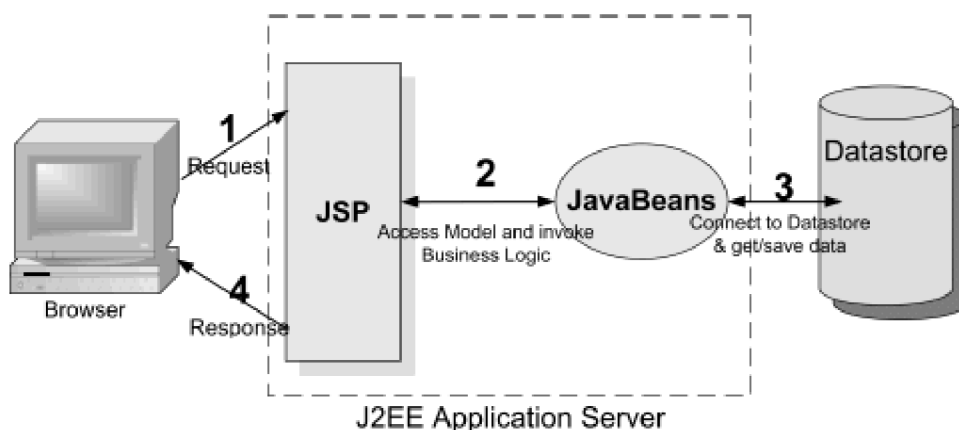 1
Request
Browser
4
Response
JSP
2
Access Model and invoke
Business Logic
JavaBeans
3
Connect to Datastore
& get/save data
Datastore
J2EE Application Server